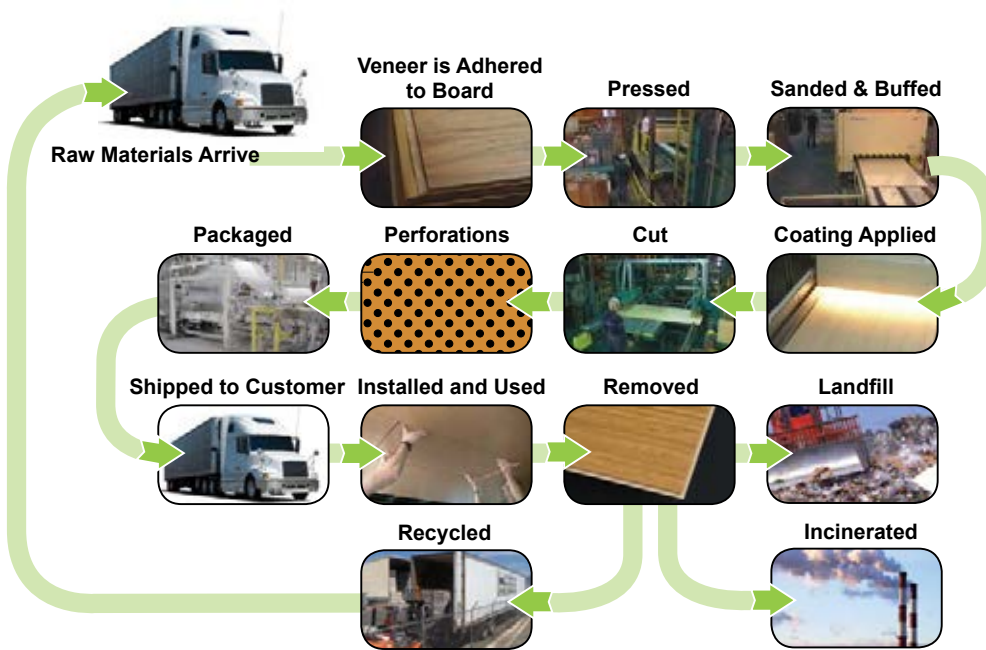 Veneer is Adhered
to Board
Pressed
Sanded & Buffed
Raw Materials Arrive
Packaged
Perforations
Cut
Coating Applied
Shipped to Customer
Installed and Used
Removed
Landfill
Recycled
Incinerated